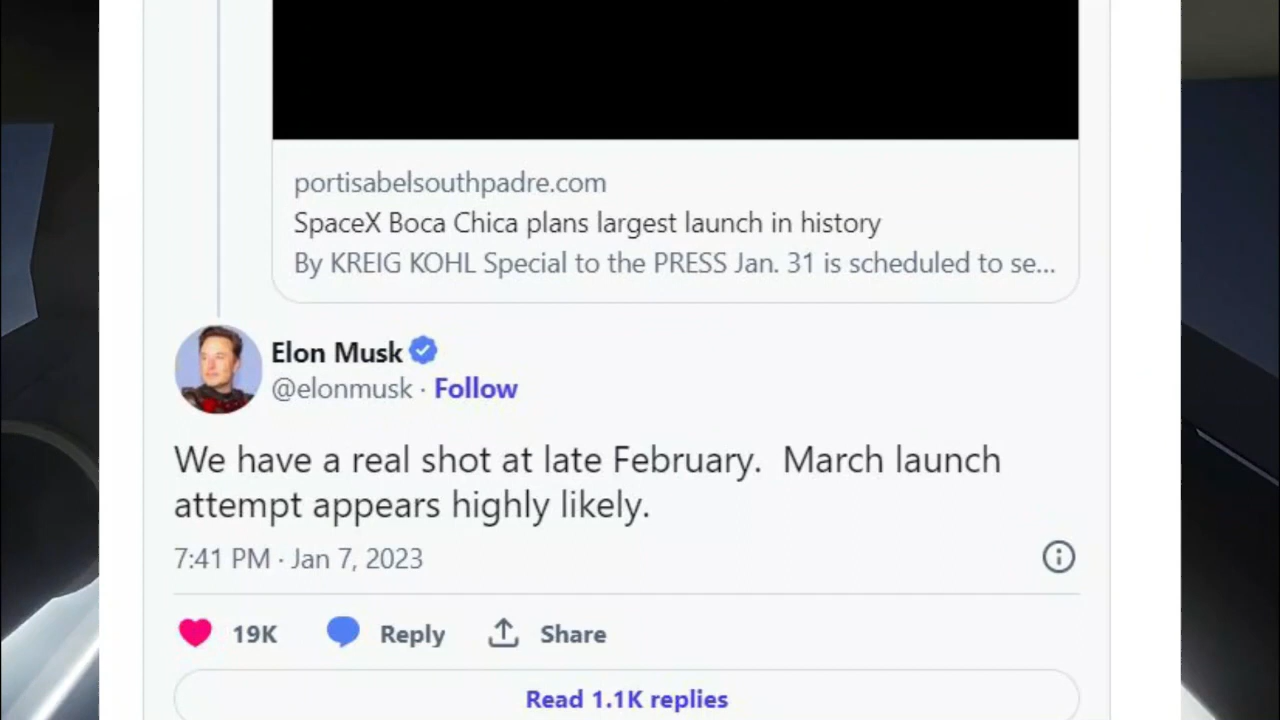 portisabelsouthpadre.com
SpaceX Boca Chica plans largest launch in history
By KREIG KOHL Special to the PRESS Jan. 31 is scheduled to se...
Elon Musk
@elonmusk · Follow
We have a real shot at late February.  March launch
attempt appears highly likely.
7:41 PM · Jan 7, 2023
19K Reply Share
Read 1.1K replies